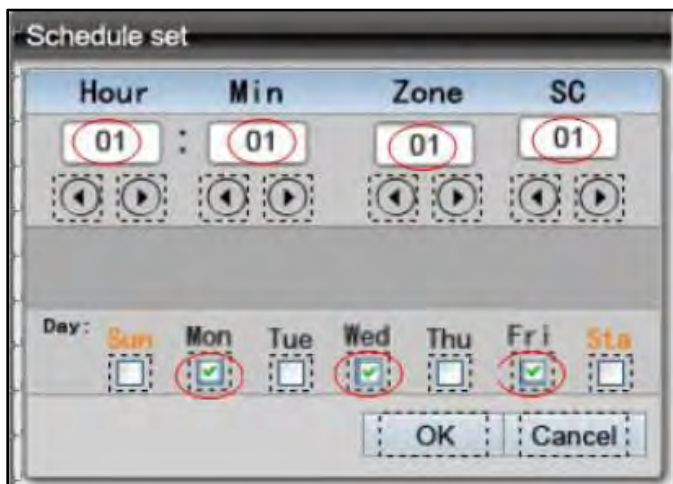 Schedule set
Hour Min Zone SC
01 : 01 01 01
Day: Sun Mon Tue Wed Thu Fri Sta
OK Cancel